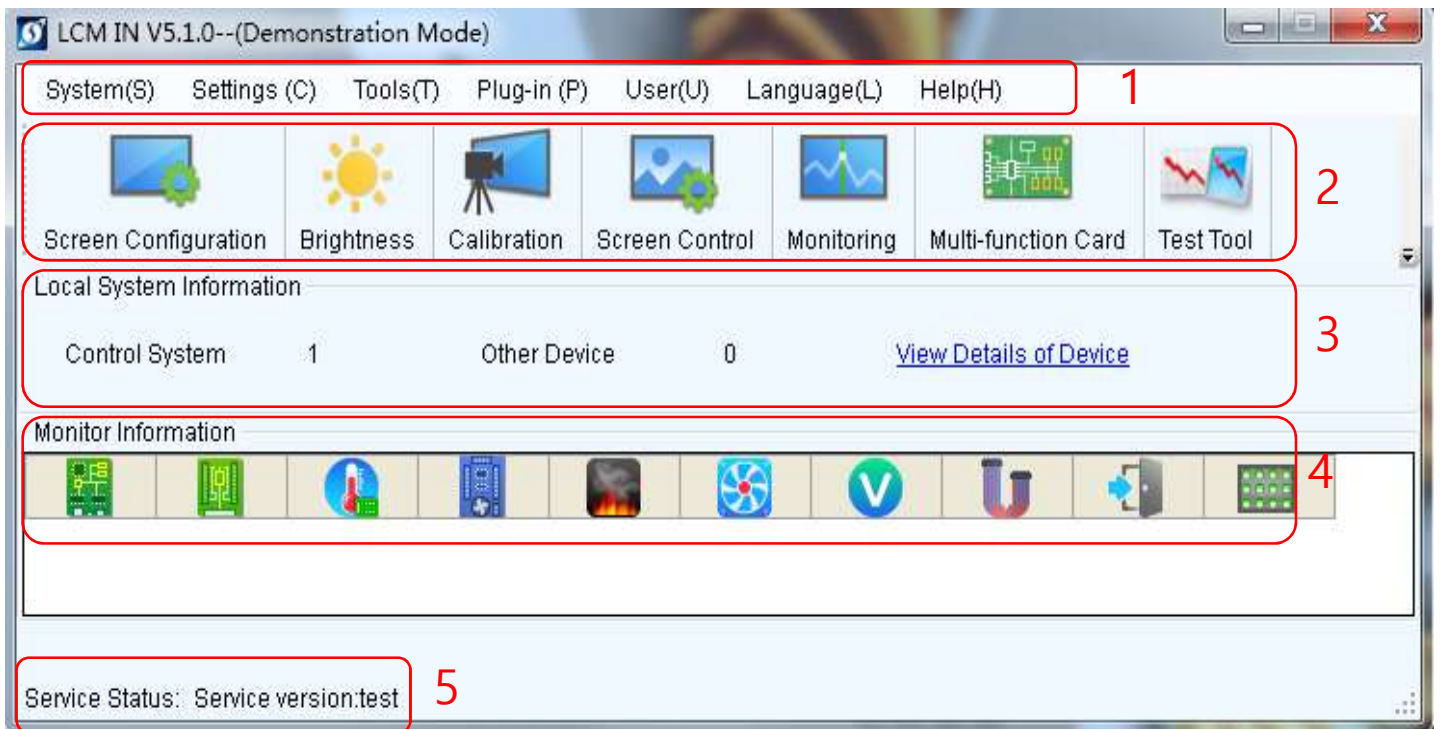 LCM IN V5.1.0--(Demonstration Mode)
System(S) Settings (C) Tools(T) Plug-in (P) User(U) Language(L) Help(H) 1
Screen Configuration Brightness Calibration Screen Control Monitoring Multi-function Card Test Tool 2
Local System Information
Control System 1 Other Device 0 View Details of Device 3
Monitor Information
V 4
Service Status: Service version:test 5